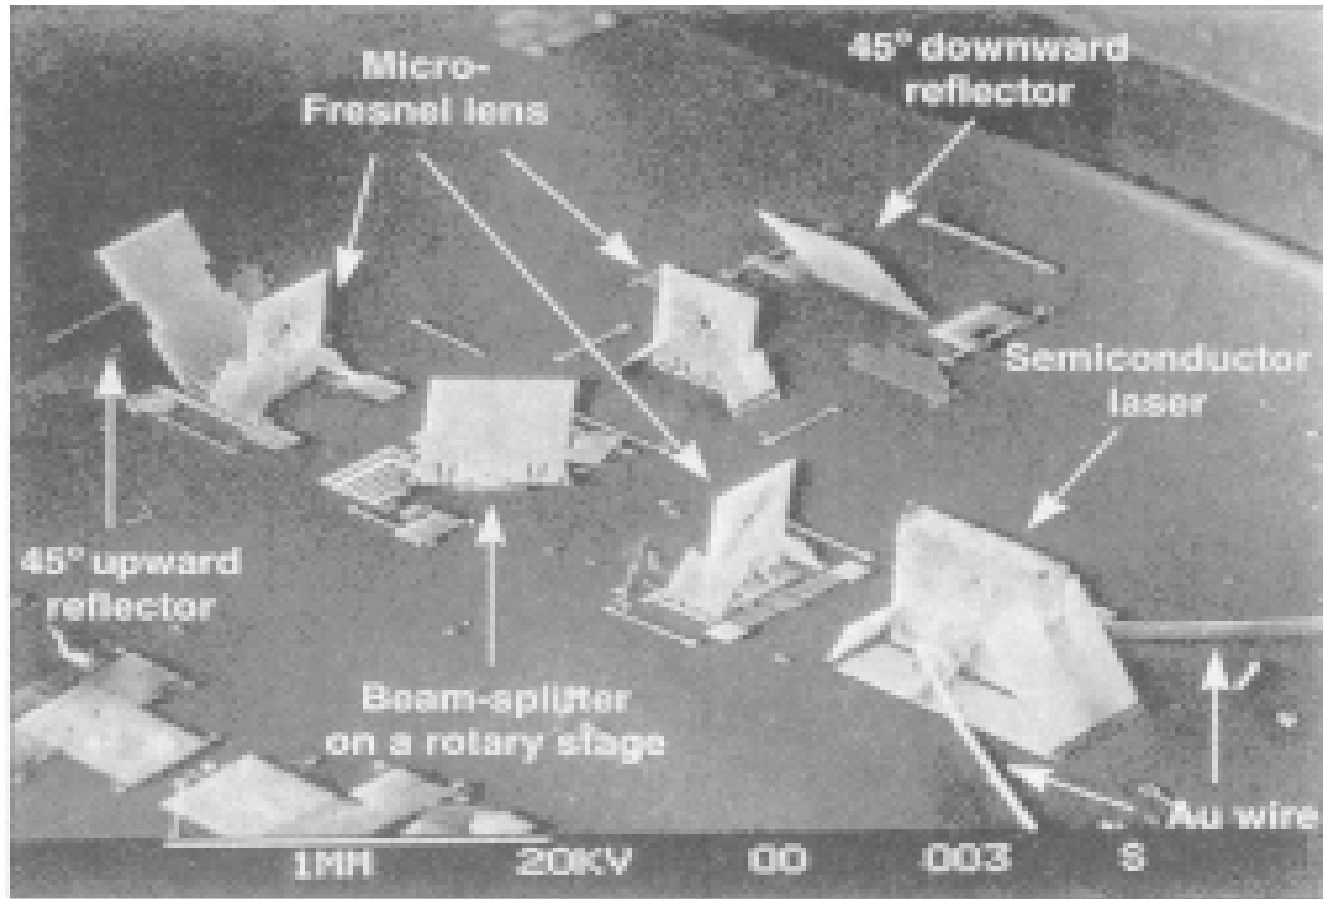 Micro-
Fresnel lens
45° downward
reflector
Semiconductor
laser
45° upward
reflector
Beam-splitter
on a rotary stage
Au wire
1MM 20KV 00 003 S